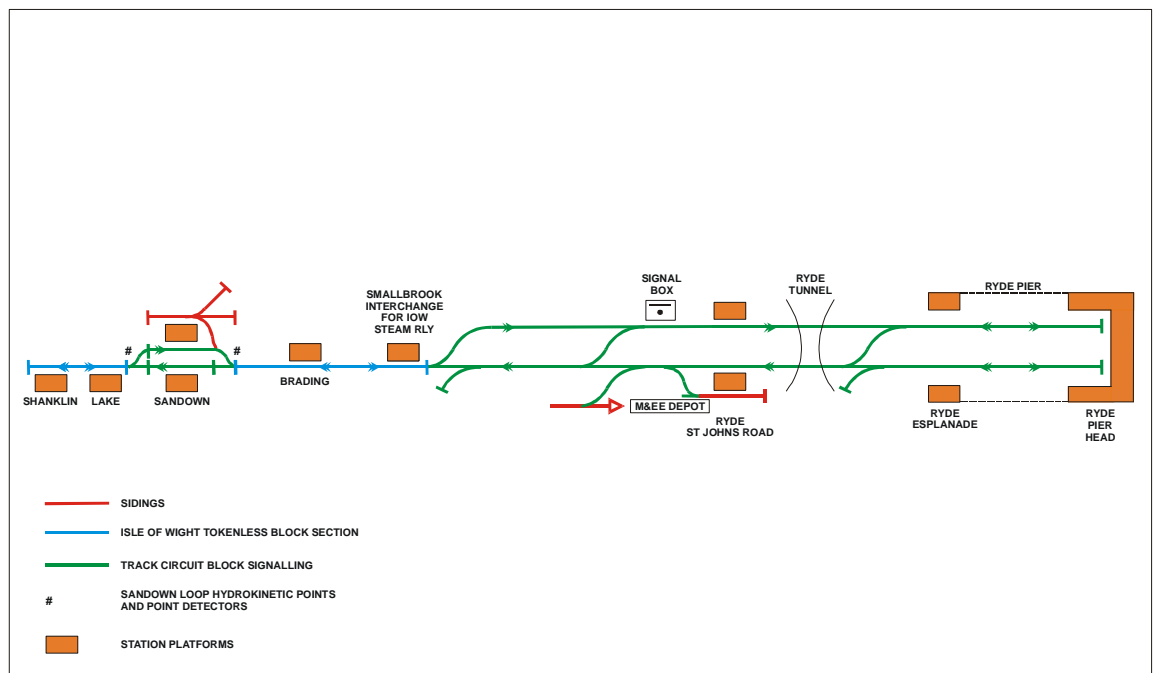 SMALLBROOK
INTERCHANGE
FOR IOW
STEAM RLY
SIGNAL
BOX
RYDE
TUNNEL
RYDE PIER
#
#
BRADING
SHANKLIN
LAKE
SANDOWN
M&EE DEPOT
RYDE
ST JOHNS ROAD
RYDE
ESPLANADE
RYDE
PIER
HEAD
SIDINGS
ISLE OF WIGHT TOKENLESS BLOCK SECTION
TRACK CIRCUIT BLOCK SIGNALLING
# SANDOWN LOOP HYDROKINETIC POINTS
AND POINT DETECTORS
STATION PLATFORMS